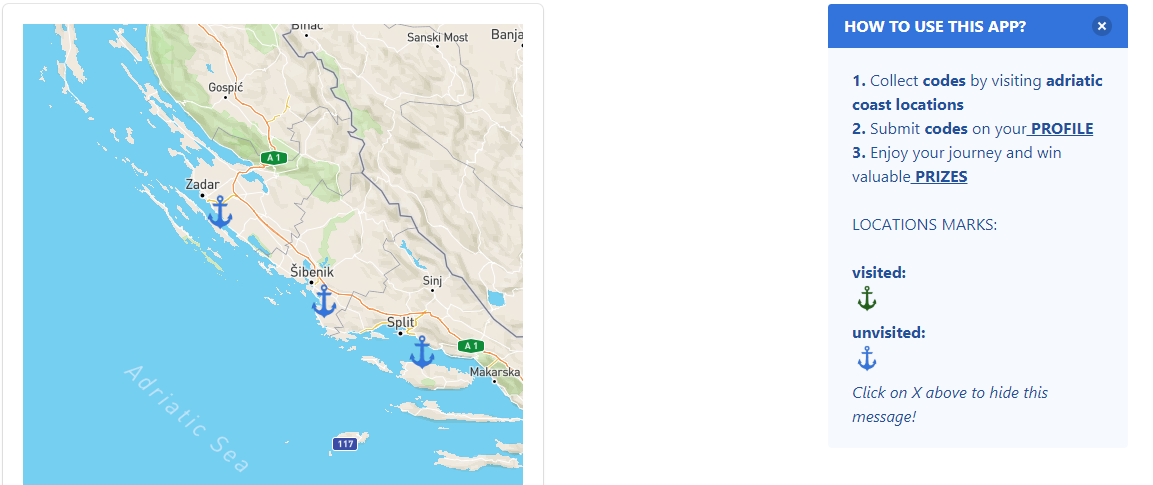 Bihać
Sanski Most
Banja
Gospić
A1
Zadar
Šibenik
Sinj
Split
A1
Makarska
Adriatic Sea
117
HOW TO USE THIS APP?
1. Collect codes by visiting adriatic
coast locations
2. Submit codes on your PROFILE
3. Enjoy your journey and win
valuable PRIZES
LOCATIONS MARKS:
visited:
unvisited:
Click on X above to hide this
message!